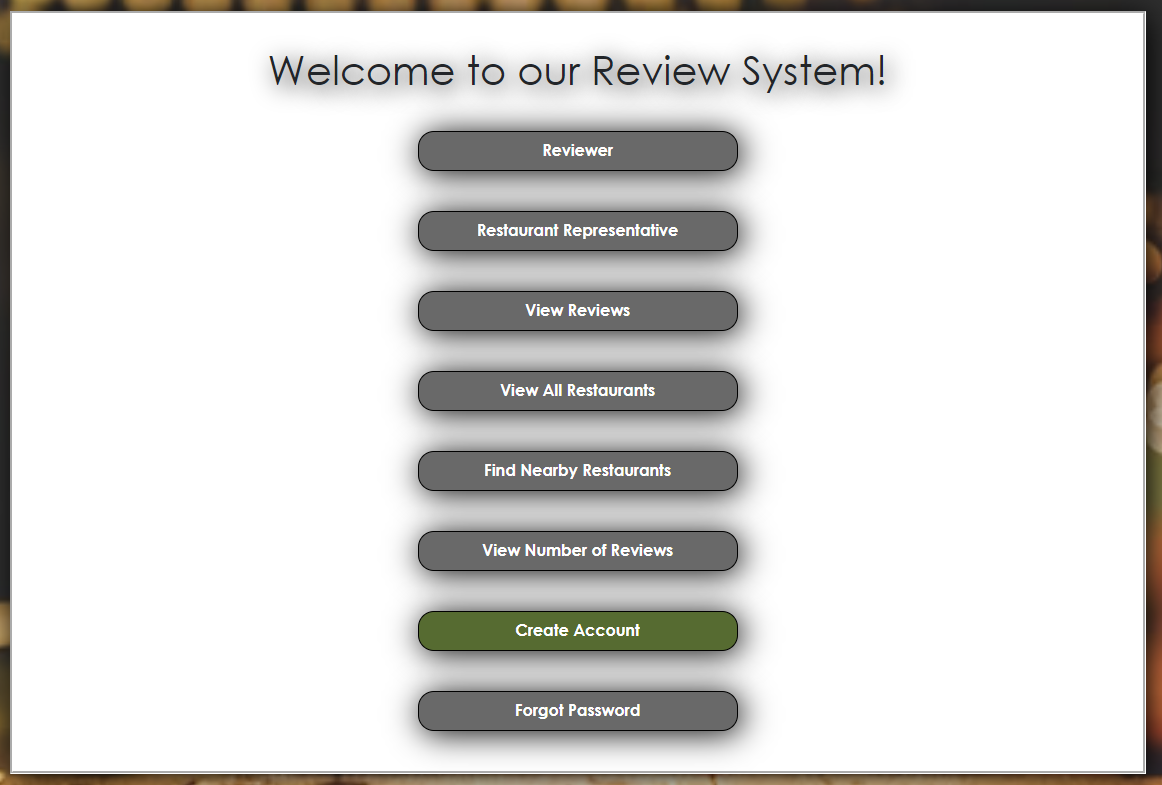 Welcome to our Review System!
Reviewer
Restaurant Representative
View Reviews
View All Restaurants
Find Nearby Restaurants
View Number of Reviews
Create Account
Forgot Password